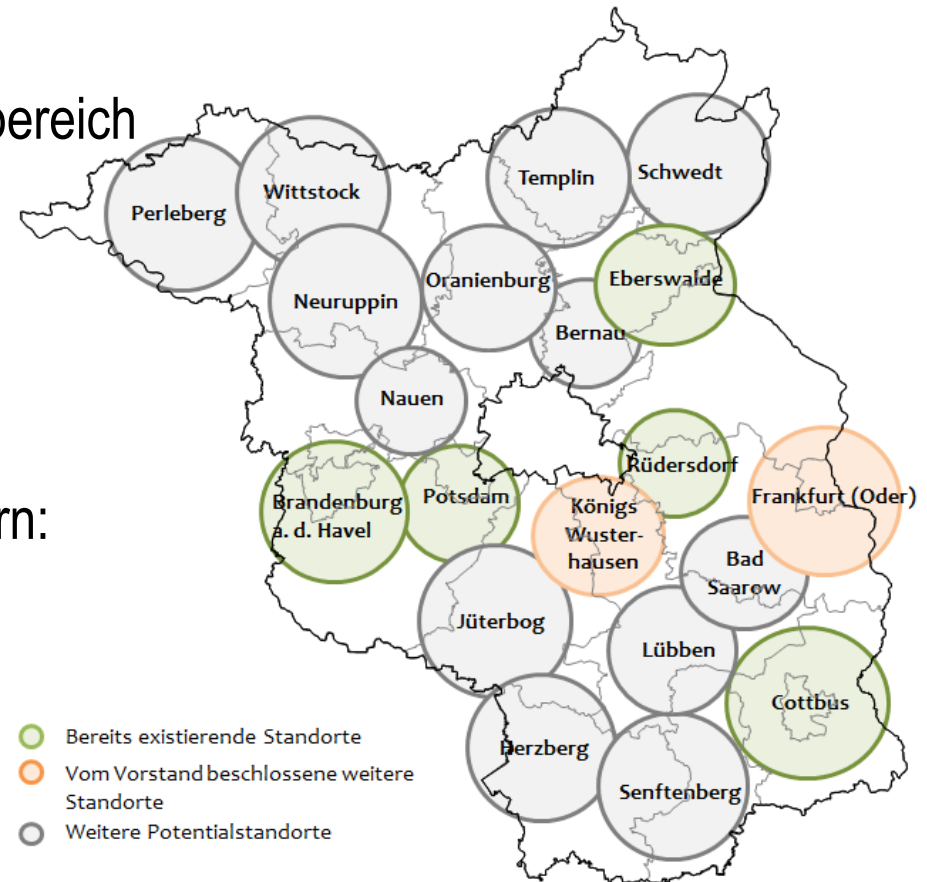 bereich
Perleberg
Wittstock
Templin
Schwedt
Neuruppin
Oranienburg
Eberswalde
Bernau
Nauen
Rüdersdorf
Brandenburg
a. d. Havel
Potsdam
Königs
Wuster-
hausen
Frankfurt (Oder)
rn:
Bad
Saarow
Jüterbog
Lübben
Cottbus
Herzberg
Senftenberg
Bereits existierende Standorte
Vom Vorstand beschlossene weitere
Standorte
Weitere Potentialstandorte